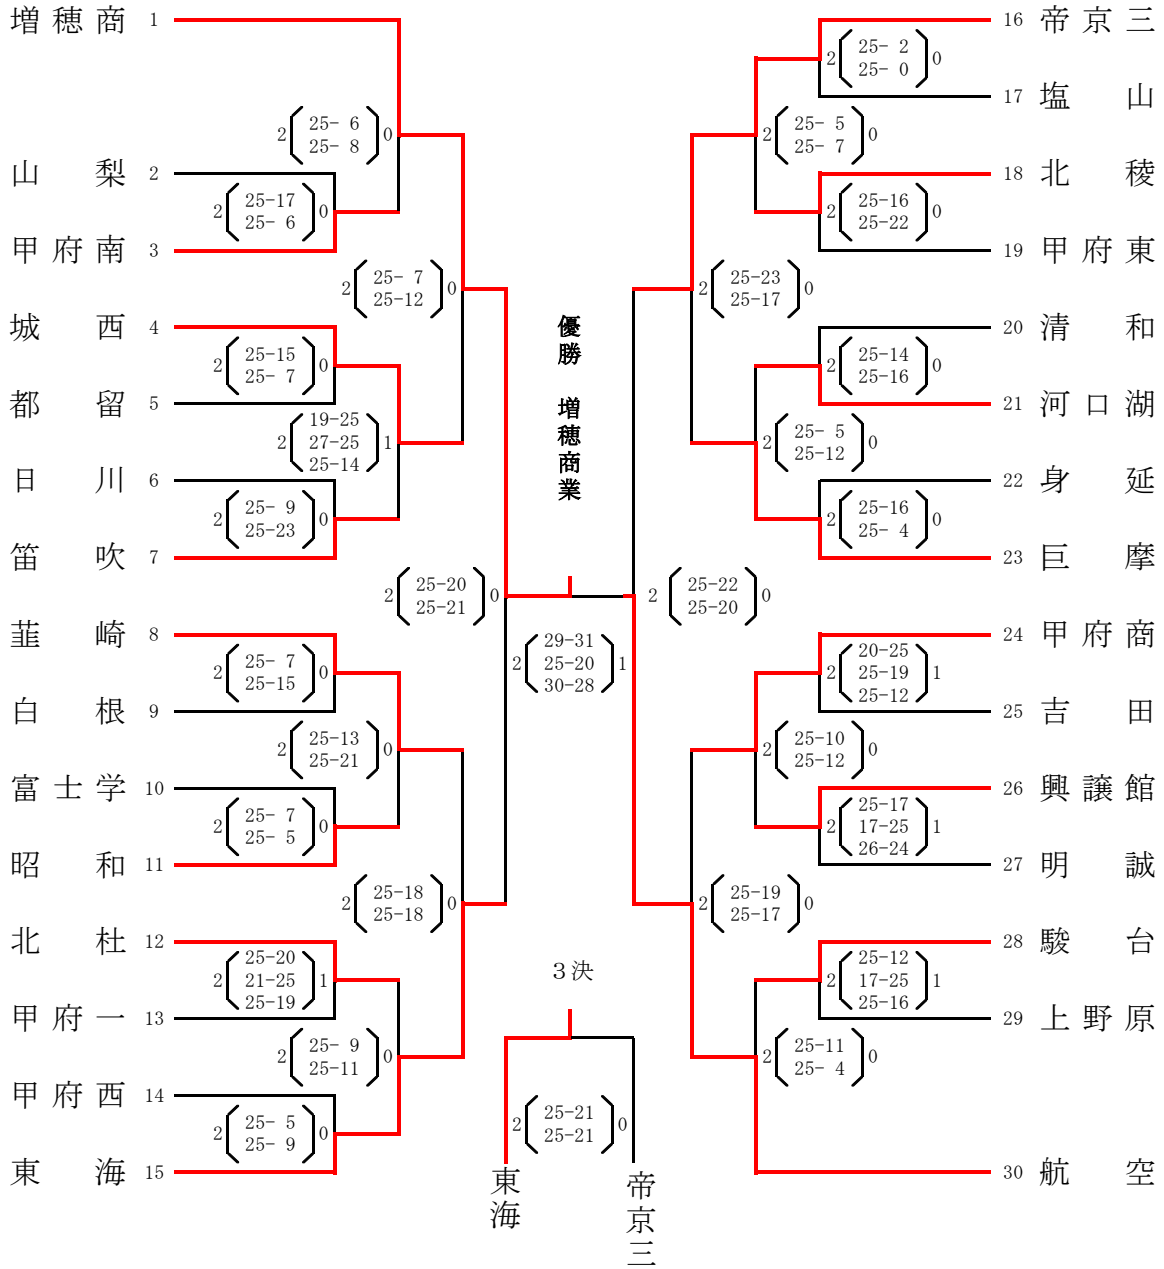 増穂商 1
2 25- 6 0
25- 8
山梨 2
2 25-17 0
25- 6
甲府南 3
2 25- 7 0
25-12
城西 4
2 25-15 0
25- 7
都留 5
2 19-25 1
27-25
25-14
日川 6
2 25- 9 0
25-23
笛吹 7
2 25-20 0
25-21
韮崎 8
2 25- 7 0
25-15
白根 9
2 25-13 0
25-21
富士学 10
2 25- 7 0
25- 5
昭和 11
2 25-18 0
25-18
北杜 12
2 25-20 1
21-25
25-19
甲府一 13
2 25- 9 0
25-11
甲府西 14
2 25- 5 0
25- 9
東海 15
優勝 増穂商業
2 29-31 1
25-20
30-28
3決
2 25-21 0
25-21
東海
帝京三
16 帝京三
2 25- 2 0
25- 0
17 塩山
2 25- 5 0
25- 7
18 北稜
2 25-16 0
25-22
19 甲府東
2 25-23 0
25-17
20 清和
2 25-14 0
25-16
21 河口湖
2 25- 5 0
25-12
22 身延
2 25-16 0
25- 4
23 巨摩
2 25-22 0
25-20
24 甲府商
2 20-25 1
25-19
25-12
25 吉田
2 25-10 0
25-12
26 興譲館
2 25-17 1
17-25
26-24
27 明誠
2 25-19 0
25-17
28 駿台
2 25-12 1
17-25
25-16
29 上野原
2 25-11 0
25- 4
30 航空